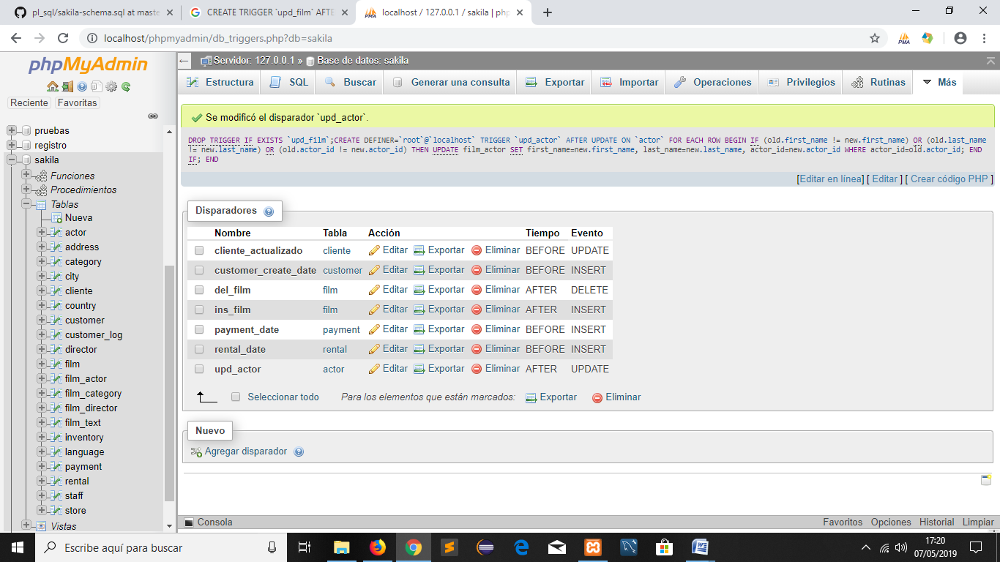 pl_sql/sakila-schema.sql at maste
CREATE TRIGGER `upd_film` AFTE
localhost / 127.0.0.1 / sakila | php
localhost/phpmyadmin/db_triggers.php?db=sakila
phpMyAdmin
Reciente Favoritas
pruebas
registro
sakila
Funciones
Procedimientos
Tablas
Nueva
actor
address
category
city
cliente
country
customer
customer_log
director
film
film_actor
film_category
film_director
film_text
inventory
language
payment
rental
staff
store
Vistas
Servidor: 127.0.0.1 » Base de datos: sakila
Estructura SQL Buscar Generar una consulta Exportar Importar Operaciones Privilegios Rutinas Más
Se modificó el disparador `upd_actor`.
DROP TRIGGER IF EXISTS `upd_film`;CREATE DEFINER=`root`@`localhost` TRIGGER `upd_actor` AFTER UPDATE ON `actor` FOR EACH ROW BEGIN IF (old.first_name != new.first_name) OR (old.last_name
!= new.last_name) OR (old.actor_id != new.actor_id) THEN UPDATE film_actor SET first_name=new.first_name, last_name=new.last_name, actor_id=new.actor_id WHERE actor_id=old.actor_id; END
IF; END
[Editar en línea] [ Editar ] [ Crear código PHP ]
Disparadores
Nombre Tabla Acción Tiempo Evento
cliente_actualizado cliente Editar Exportar Eliminar BEFORE UPDATE
customer_create_date customer Editar Exportar Eliminar BEFORE INSERT
del_film film Editar Exportar Eliminar AFTER DELETE
ins_film film Editar Exportar Eliminar AFTER INSERT
payment_date payment Editar Exportar Eliminar BEFORE INSERT
rental_date rental Editar Exportar Eliminar BEFORE INSERT
upd_actor actor Editar Exportar Eliminar AFTER UPDATE
Seleccionar todo Para los elementos que están marcados: Exportar Eliminar
Nuevo
Agregar disparador
Consola Favoritos Opciones Historial Limpiar
Escribe aquí para buscar
17:20
07/05/2019